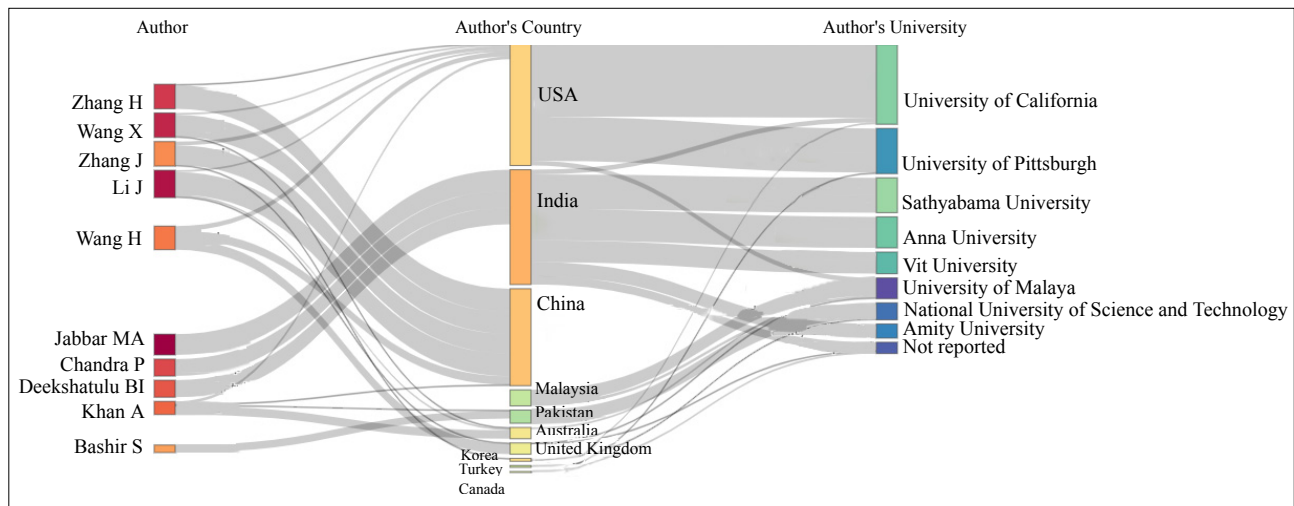 Author
Author's Country
Author's University
Zhang H
Wang X
Zhang J
Li J
Wang H
Jabbar MA
Chandra P
Deekshatulu BI
Khan A
Bashir S
USA
India
China
Malaysia
Pakistan
Australia
United Kingdom
Korea
Turkey
Canada
University of California
University of Pittsburgh
Sathyabama University
Anna University
Vit University
University of Malaya
National University of Science and Technology
Amity University
Not reported